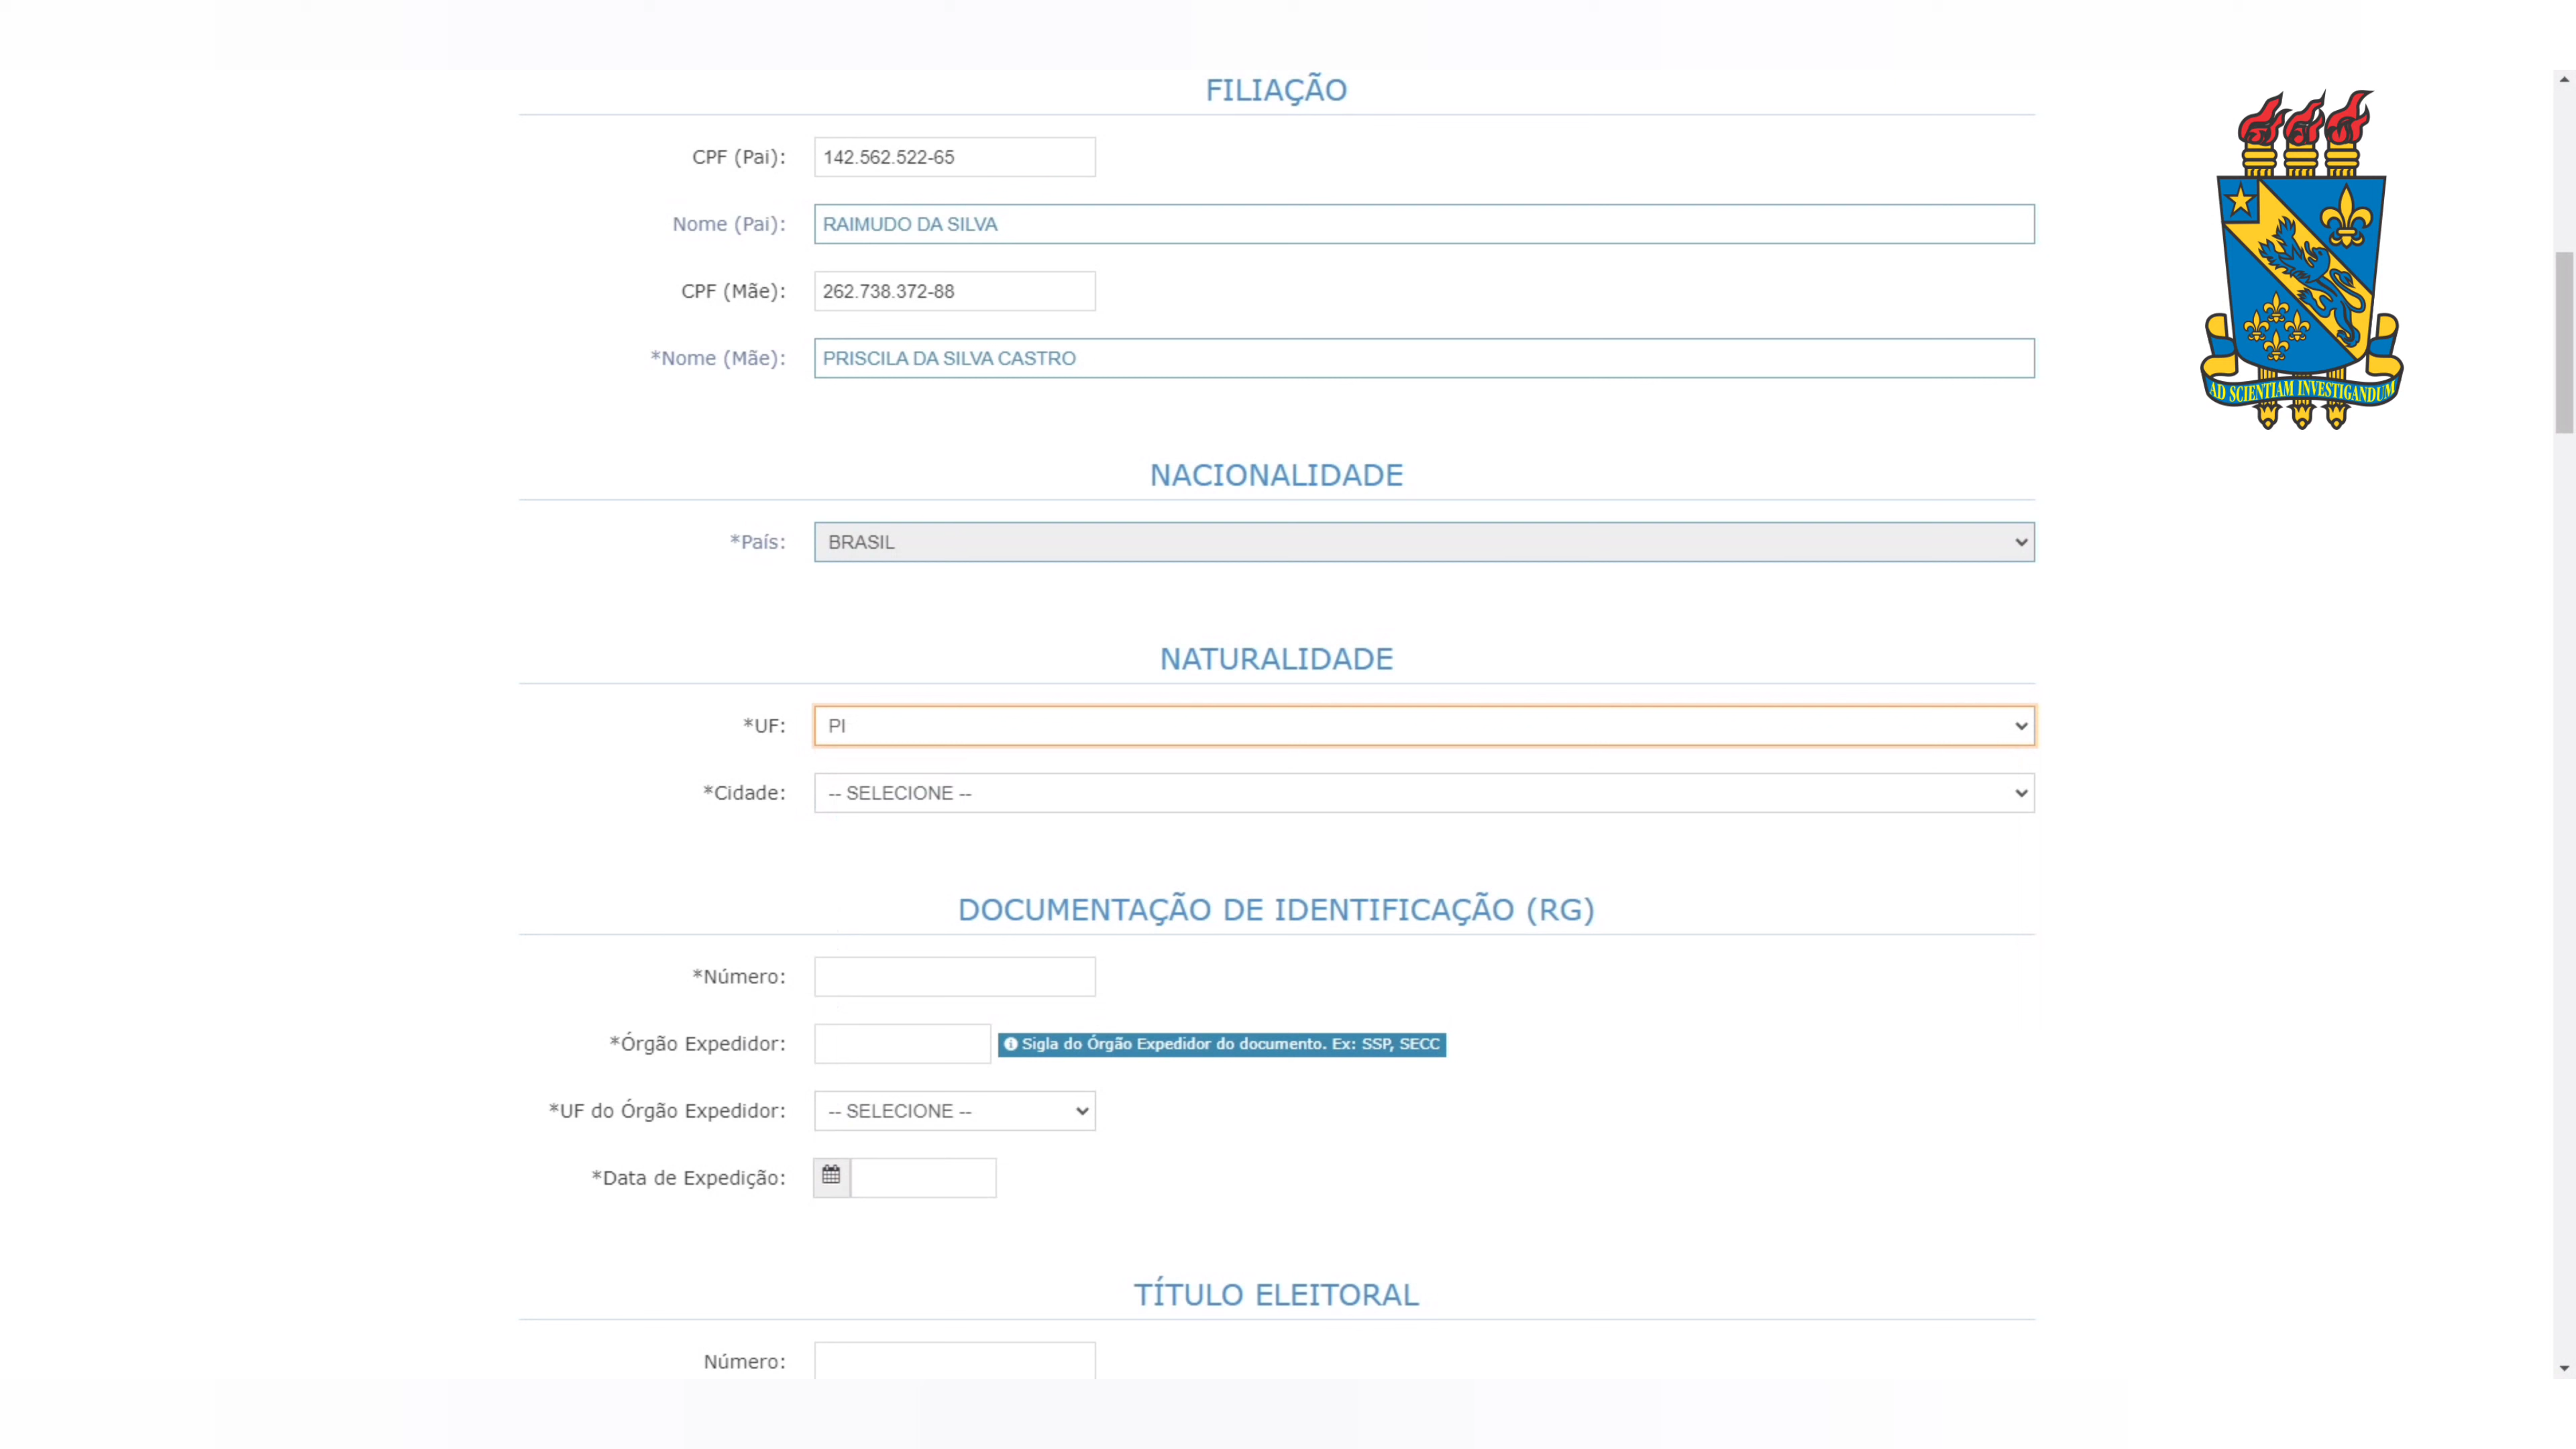 FILIAÇÃO
CPF (Pai): 142.562.522-65
Nome (Pai): RAIMUDO DA SILVA
CPF (Mãe): 262.738.372-88
*Nome (Mãe): PRISCILA DA SILVA CASTRO
AD SCIENTIAM INVESTIGANDUM
NACIONALIDADE
*País: BRASIL
NATURALIDADE
*UF: PI
*Cidade: -- SELECIONE --
DOCUMENTAÇÃO DE IDENTIFICAÇÃO (RG)
*Número:
*Órgão Expedidor: Sigla do Órgão Expedidor do documento. Ex: SSP, SECC
*UF do Órgão Expedidor: -- SELECIONE --
*Data de Expedição:
TÍTULO ELEITORAL
Número: